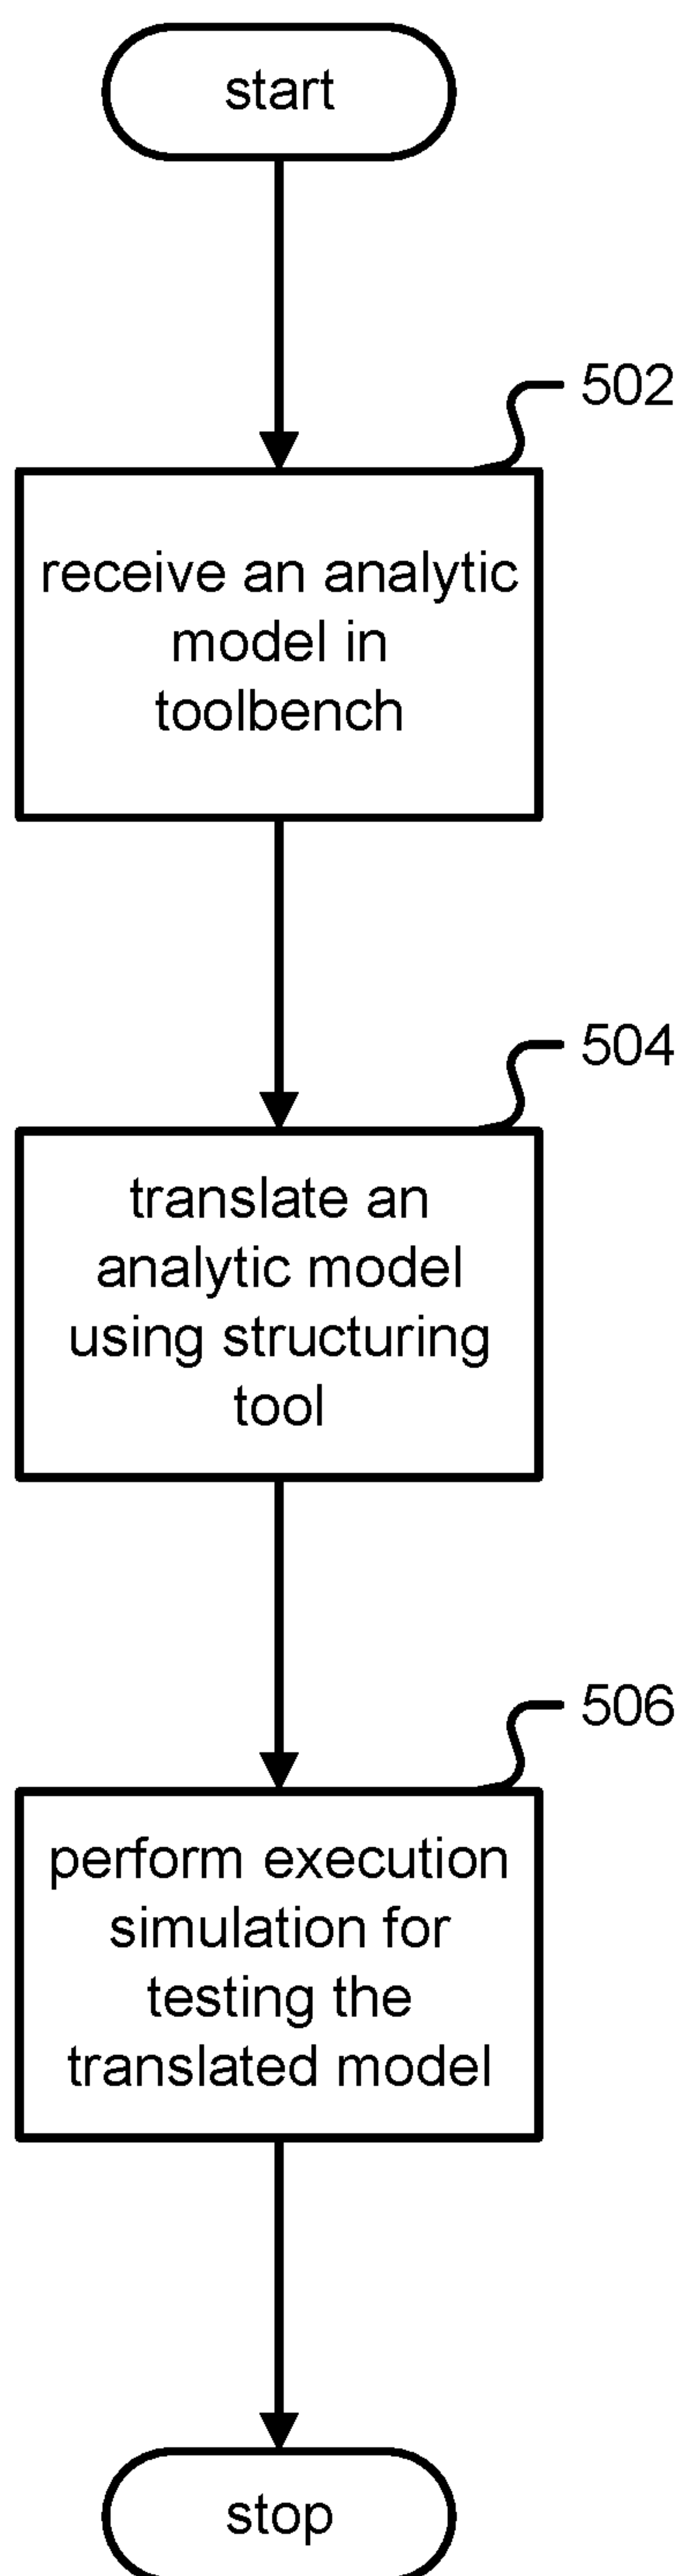 start
502
receive an analytic
model in
toolbench
504
translate an
analytic model
using structuring
tool
506
perform execution
simulation for
testing the
translated model
stop